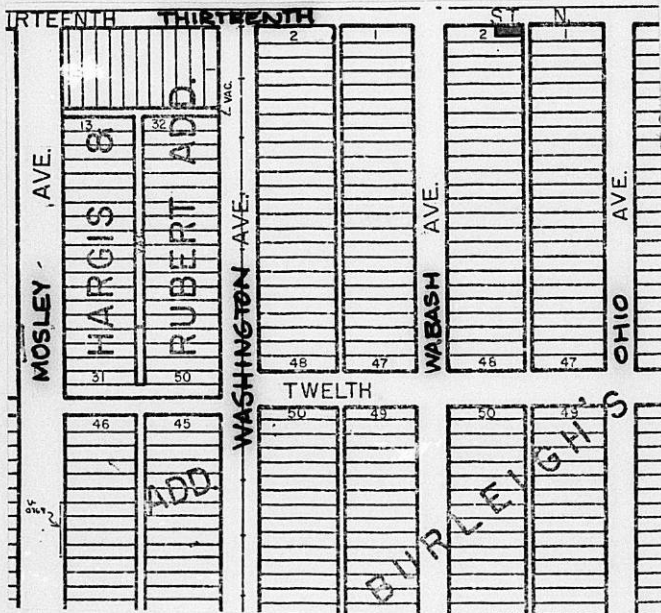 IRTEENTH THIRTEENTH ST. N.
2 1 2 1
VAC.
13 32
MOSLEY AVE.
HARGIS &
RUBERT ADD.
WASHINGTON AVE.
WABASH AVE.
OHIO AVE.
31 50 48 47 46 47
TWELTH
46 45 50 49 50 49
ADD.
BURLEIGH'S